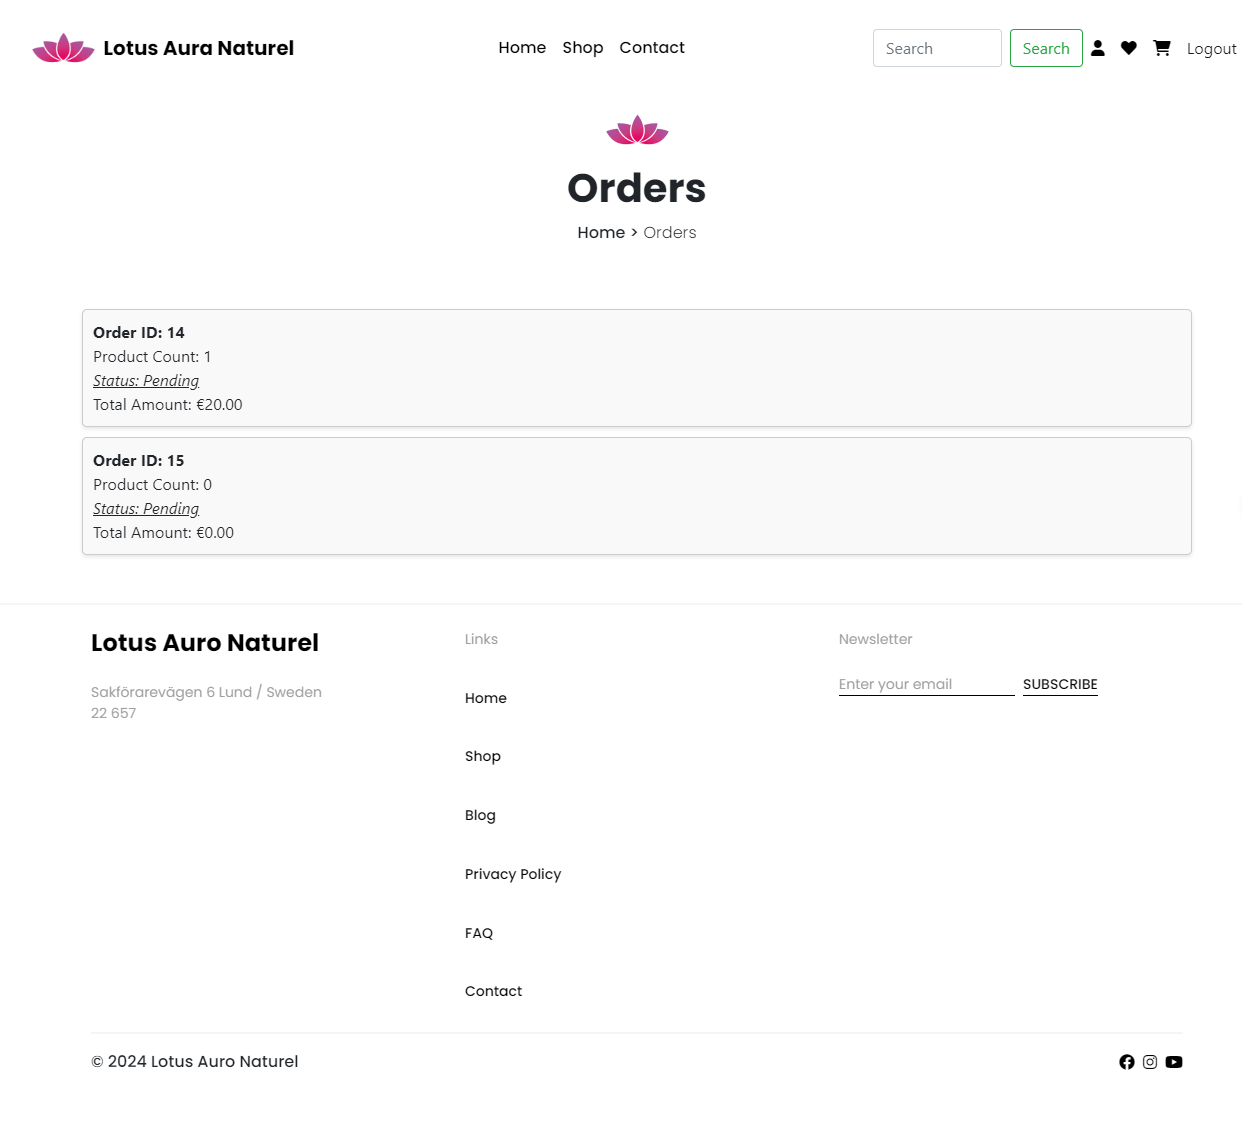 Lotus Aura Naturel
Home Shop Contact
Search Search Logout
Orders
Home > Orders
Order ID: 14
Product Count: 1
Status: Pending
Total Amount: €20.00
Order ID: 15
Product Count: 0
Status: Pending
Total Amount: €0.00
Lotus Auro Naturel
Sakförarevägen 6 Lund / Sweden
22 657
Links
Home
Shop
Blog
Privacy Policy
FAQ
Contact
Newsletter
Enter your email SUBSCRIBE
© 2024 Lotus Auro Naturel